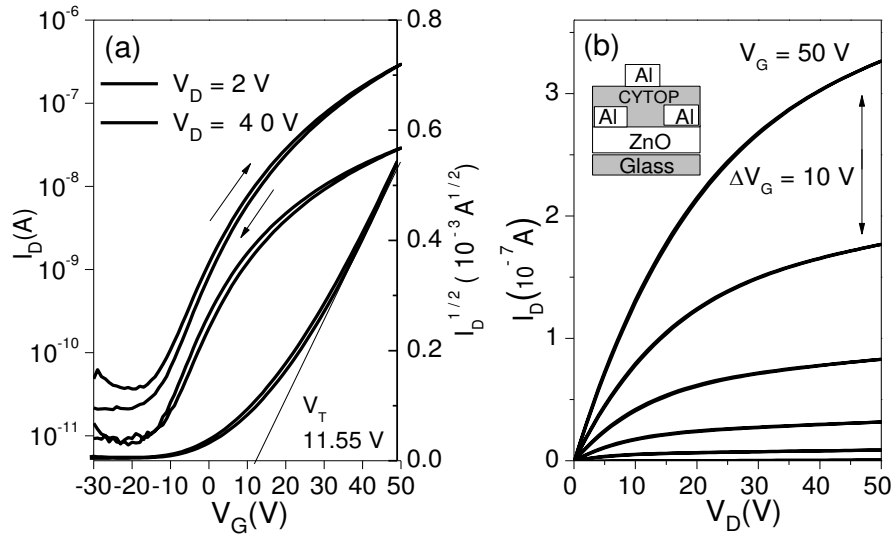 (a)
V_D = 2 V
V_D = 4 0 V
10^-6
10^-7
10^-8
10^-9
10^-10
10^-11
I_D(A)
-30 -20 -10 0 10 20 30 40 50
V_G(V)
0.8
0.6
0.4
0.2
0.0
I_D^1/2 ( 10^-3 A^1/2 )
V_T
11.55 V
(b)
V_G = 50 V
Al
CYTOP
Al Al
ZnO
Glass
ΔV_G = 10 V
3
2
1
0
I_D(10^-7 A)
0 10 20 30 40 50
V_D(V)